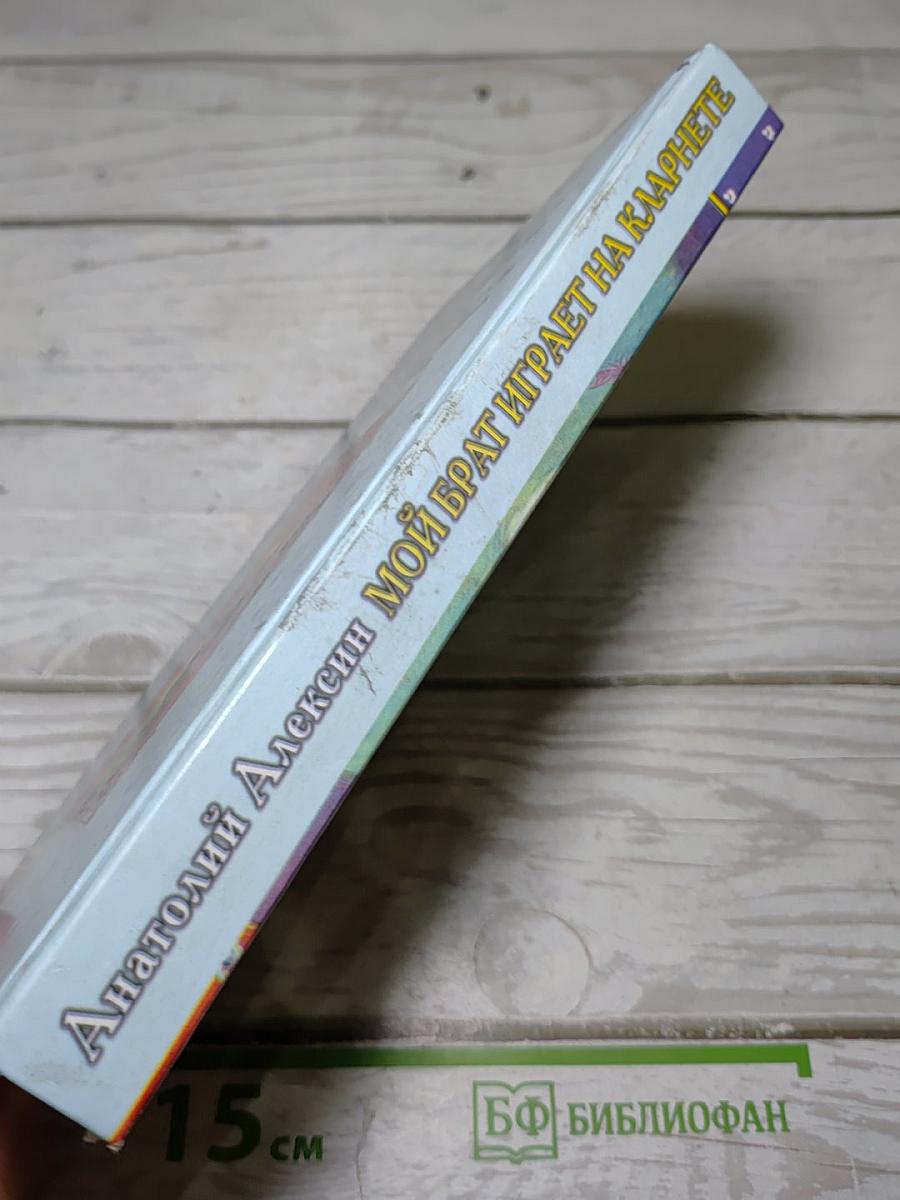 Анатолий Алексин МОЙ БРАТ ИГРАЕТ НА КЛАРНЕТЕ
15 см
БФ БИБЛИОФАН